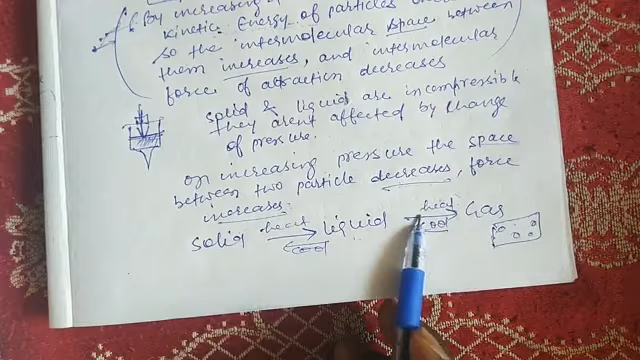 By increasing
kinetic Energy of particles
so the intermolecular space between
them increases, and intermolecular
force of attraction decreases
solid & liquid are incompressible
They aren't affected by change
of pressure.
on increasing pressure the space
between two particle decreases, force
increases.
solid heat cool liquid heat cool Gas